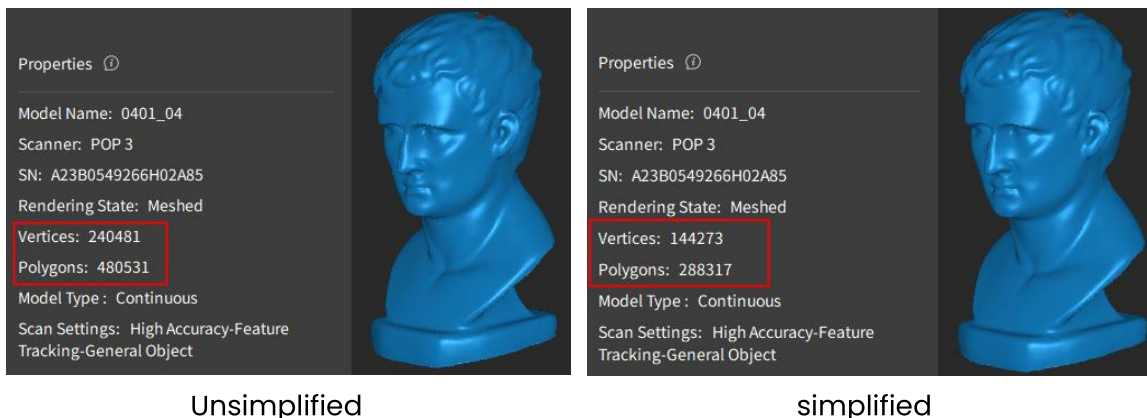 Properties
Model Name: 0401_04
Scanner: POP 3
SN: A23B0549266H02A85
Rendering State: Meshed
Vertices: 240481
Polygons: 480531
Model Type : Continuous
Scan Settings: High Accuracy-Feature
Tracking-General Object
Unsimplified
Properties
Model Name: 0401_04
Scanner: POP 3
SN: A23B0549266H02A85
Rendering State: Meshed
Vertices: 144273
Polygons: 288317
Model Type : Continuous
Scan Settings: High Accuracy-Feature
Tracking-General Object
simplified